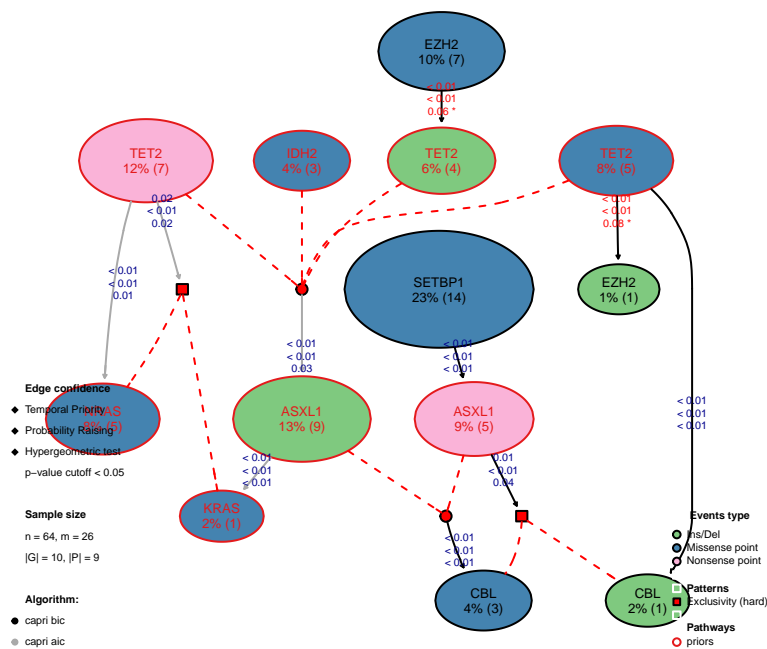 EZH2
10% (7)
< 0.01
< 0.01
0.06 *
TET2
12% (7)
IDH2
4% (3)
TET2
6% (4)
TET2
8% (5)
0.02
< 0.01
0.02
< 0.01
< 0.01
0.08 *
< 0.01
< 0.01
0.01
SETBP1
23% (14)
EZH2
1% (1)
< 0.01
< 0.01
0.03
< 0.01
< 0.01
< 0.01
Edge confidence
Temporal Priority
Probability Raising
Hypergeometric test
p−value cutoff < 0.05
8% (5)
ASXL1
13% (9)
ASXL1
9% (5)
< 0.01
< 0.01
< 0.01
< 0.01
< 0.01
< 0.01
0.01
< 0.01
0.04
KRAS
2% (1)
Sample size
n = 64, m = 26
|G| = 10, |P| = 9
< 0.01
< 0.01
< 0.01
CBL
4% (3)
CBL
2% (1)
Algorithm:
capri bic
capri aic
Events type
Ins/Del
Missense point
Nonsense point
Patterns
Exclusivity (hard)
Pathways
priors